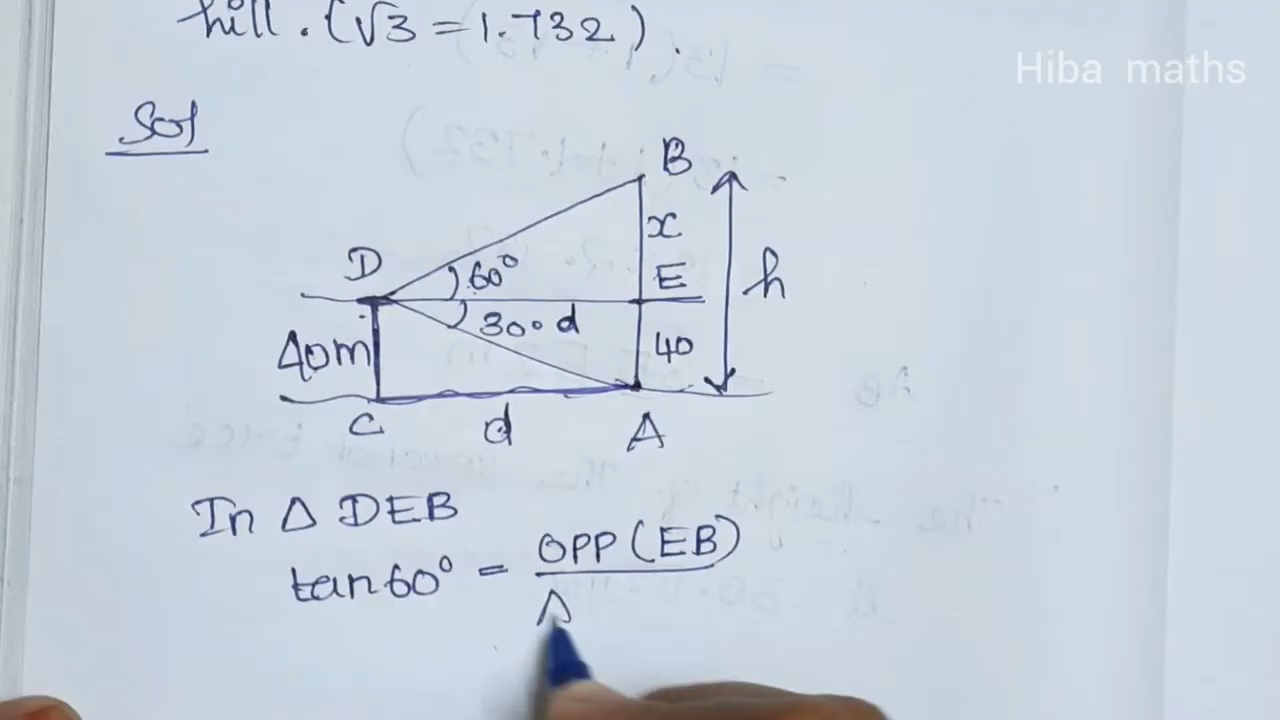 hill. (√3 = 1.732).
Hiba maths
Sol
B
x
D
60°
E
h
30° d
40m
40
C
d
A
In Δ DEB
tan 60° = OPP (EB)
A